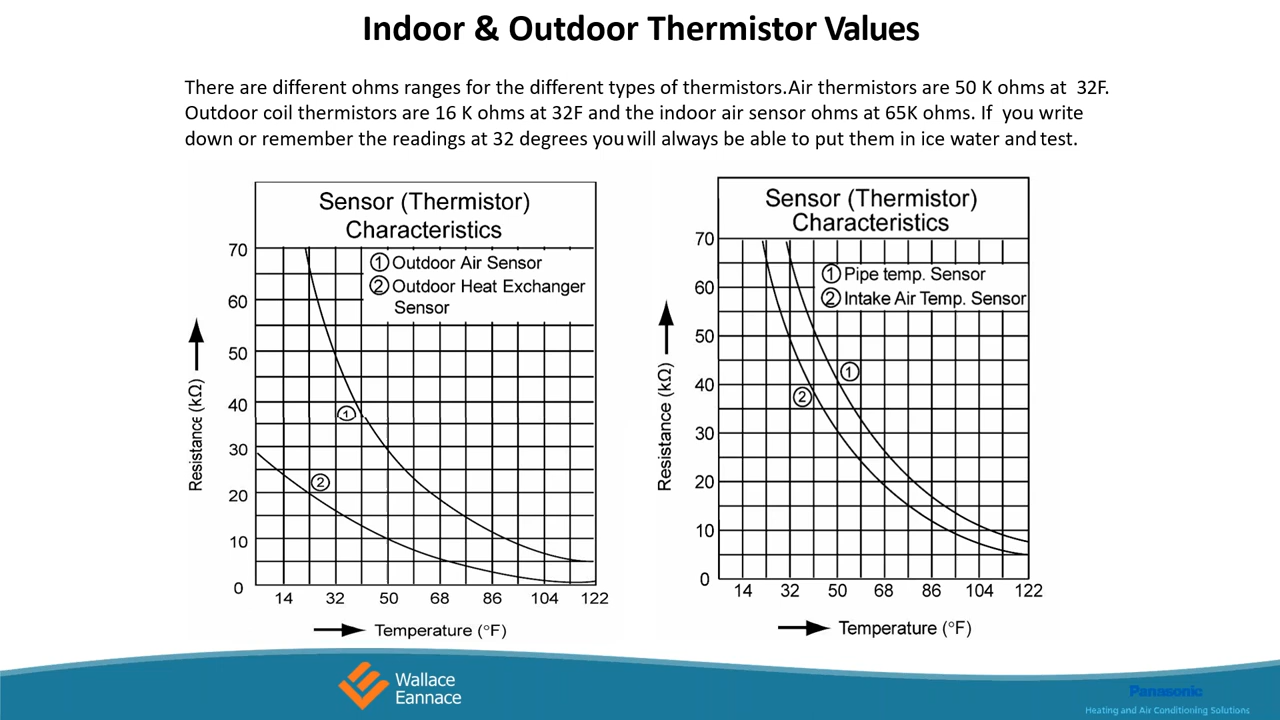 Indoor & Outdoor Thermistor Values
There are different ohms ranges for the different types of thermistors.Air thermistors are 50 K ohms at 32F.
Outdoor coil thermistors are 16 K ohms at 32F and the indoor air sensor ohms at 65K ohms. If you write
down or remember the readings at 32 degrees you will always be able to put them in ice water and test.
Sensor (Thermistor)
Characteristics
① Outdoor Air Sensor
② Outdoor Heat Exchanger
Sensor
70
60
50
40
30
20
10
0
Resistance (kΩ)
①
②
14 32 50 68 86 104 122
Temperature (°F)
Sensor (Thermistor)
Characteristics
① Pipe temp. Sensor
② Intake Air Temp. Sensor
70
60
50
40
30
20
10
0
Resistance (kΩ)
①
②
14 32 50 68 86 104 122
Temperature (°F)
Wallace
Eannace
Panasonic
Heating and Air Conditioning Solutions